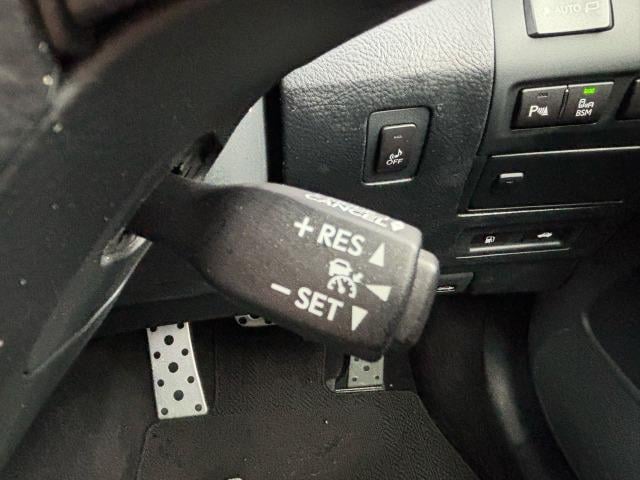 AUTO P
P
BSM
OFF
CANCEL
+ RES
- SET